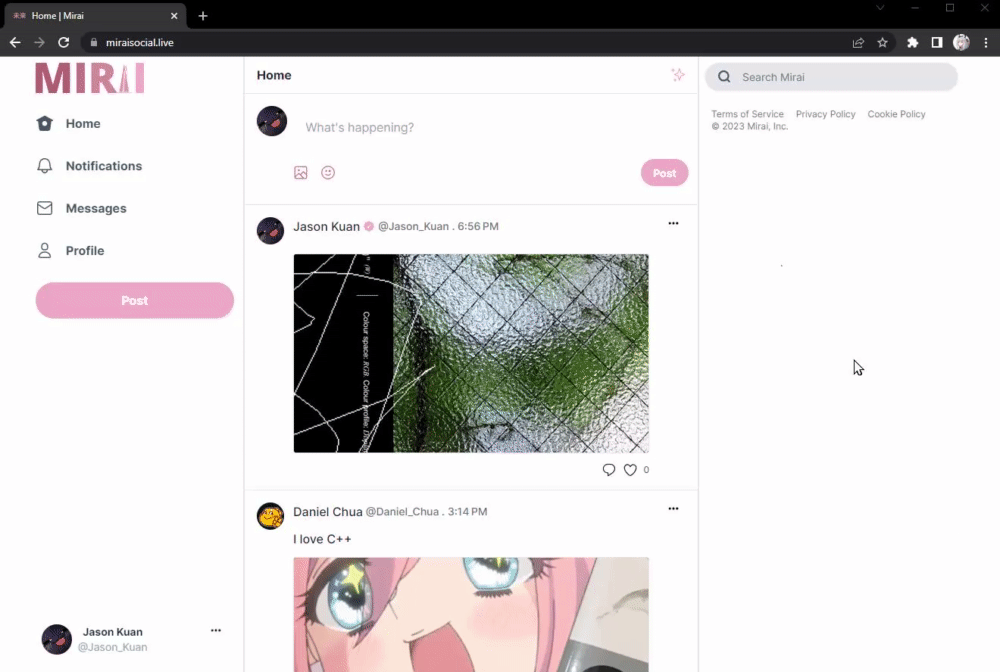 未来 Home | Mirai
miraisocial.live
MIRAI
Home
Notifications
Messages
Profile
Post
Jason Kuan
@Jason_Kuan
Home
What's happening?
Post
Jason Kuan @Jason_Kuan . 6:56 PM
Colour space: RGB. Colour profile:
0
Daniel Chua @Daniel_Chua . 3:14 PM
I love C++
Search Mirai
Terms of Service Privacy Policy Cookie Policy
© 2023 Mirai, Inc.